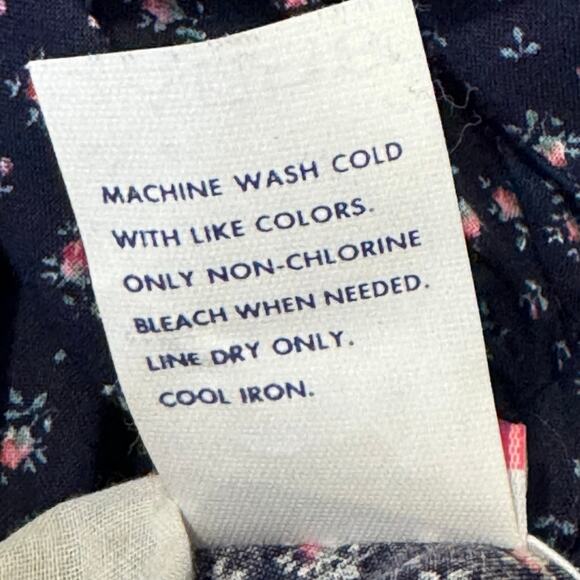 MACHINE WASH COLD
WITH LIKE COLORS.
ONLY NON-CHLORINE
BLEACH WHEN NEEDED.
LINE DRY ONLY.
COOL IRON.